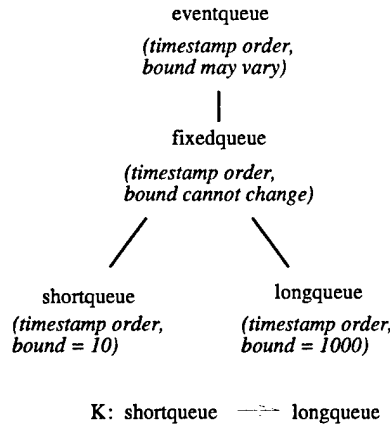 eventqueue
(timestamp order,
bound may vary)
fixedqueue
(timestamp order,
bound cannot change)
shortqueue
(timestamp order,
bound = 10)
longqueue
(timestamp order,
bound = 1000)
K: shortqueue → longqueue